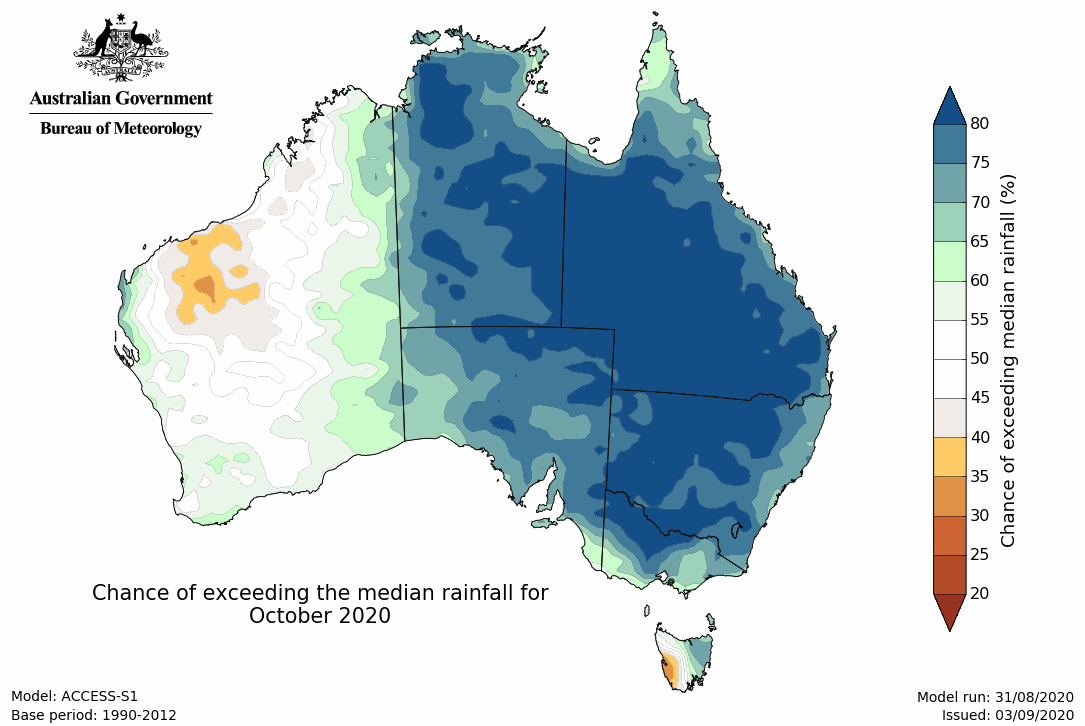 Australian Government
Bureau of Meteorology
80
75
70
65
60
55
50
45
40
35
30
25
20
Chance of exceeding median rainfall (%)
Chance of exceeding the median rainfall for
October 2020
Model: ACCESS-S1
Base period: 1990-2012
Model run: 31/08/2020
Issued: 03/09/2020